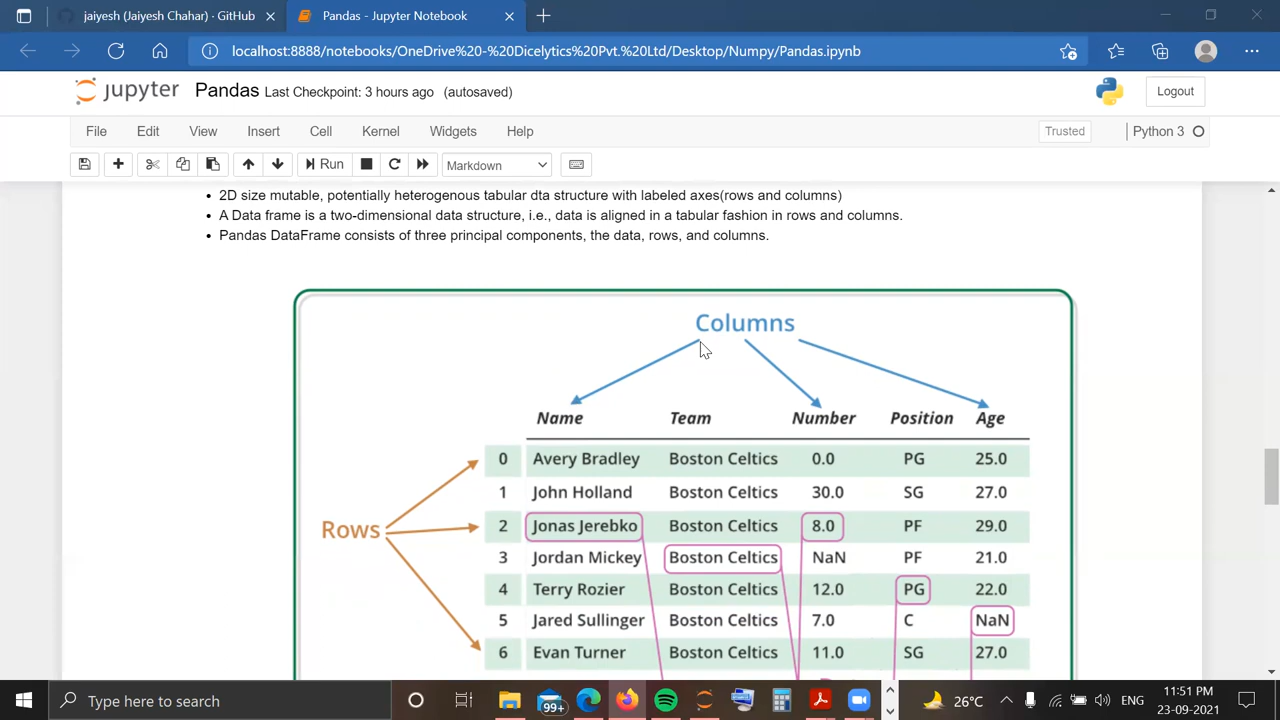 jaiyesh (Jaiyesh Chahar) · GitHub
Pandas - Jupyter Notebook
localhost:8888/notebooks/OneDrive%20-%20Dicelytics%20Pvt.%20Ltd/Desktop/Numpy/Pandas.ipynb
jupyter Pandas Last Checkpoint: 3 hours ago (autosaved)
Logout
File Edit View Insert Cell Kernel Widgets Help
Trusted
Python 3
Run
Markdown
• 2D size mutable, potentially heterogenous tabular dta structure with labeled axes(rows and columns)
• A Data frame is a two-dimensional data structure, i.e., data is aligned in a tabular fashion in rows and columns.
• Pandas DataFrame consists of three principal components, the data, rows, and columns.
Columns
Name Team Number Position Age
0 Avery Bradley Boston Celtics 0.0 PG 25.0
1 John Holland Boston Celtics 30.0 SG 27.0
Rows
2 Jonas Jerebko Boston Celtics 8.0 PF 29.0
3 Jordan Mickey Boston Celtics NaN PF 21.0
4 Terry Rozier Boston Celtics 12.0 PG 22.0
5 Jared Sullinger Boston Celtics 7.0 C NaN
6 Evan Turner Boston Celtics 11.0 SG 27.0
Type here to search
99+
26°C
ENG
11:51 PM
23-09-2021